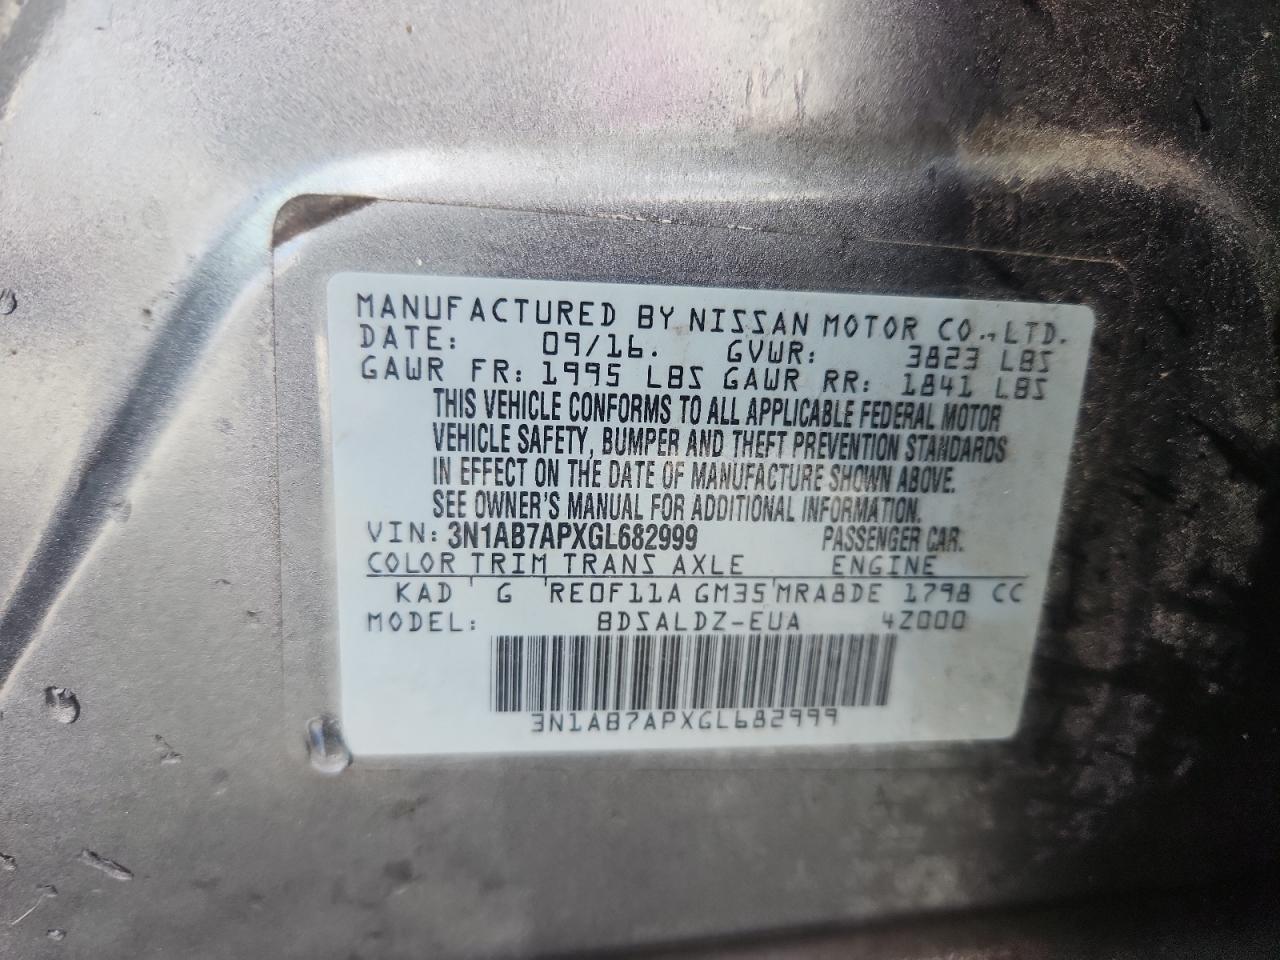 MANUFACTURED BY NISSAN MOTOR CO., LTD.
DATE: 09/16. GVWR: 3823 LBS
GAWR FR: 1995 LBS GAWR RR: 1841 LBS
THIS VEHICLE CONFORMS TO ALL APPLICABLE FEDERAL MOTOR
VEHICLE SAFETY, BUMPER AND THEFT PREVENTION STANDARDS
IN EFFECT ON THE DATE OF MANUFACTURE SHOWN ABOVE.
SEE OWNER'S MANUAL FOR ADDITIONAL INFORMATION.
VIN: 3N1AB7APXGL682999 PASSENGER CAR.
COLOR TRIM TRANS AXLE ENGINE
KAD G RE0F11A GM35 MRA8DE 1798 CC
MODEL: BDSALDZ-EUA 4Z000
3N1AB7APXGL682999